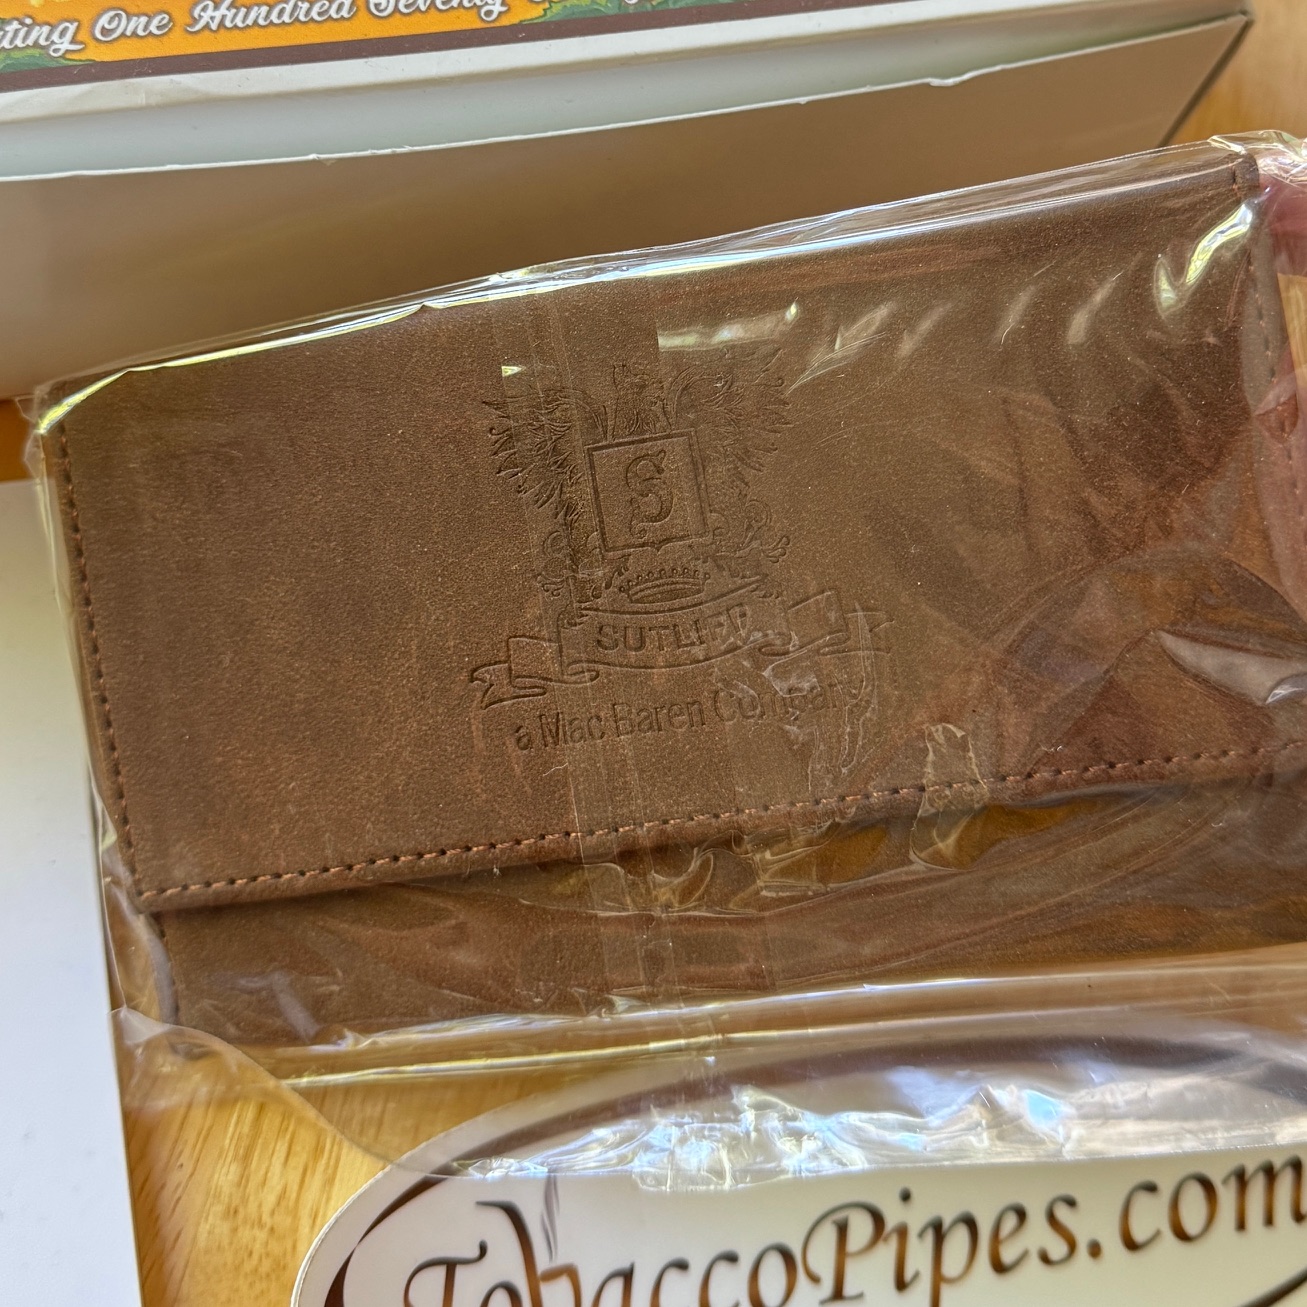 ting One Hundred Seventy
S
SUTLIFF
a Mac Baren Company
TobaccoPipes.com